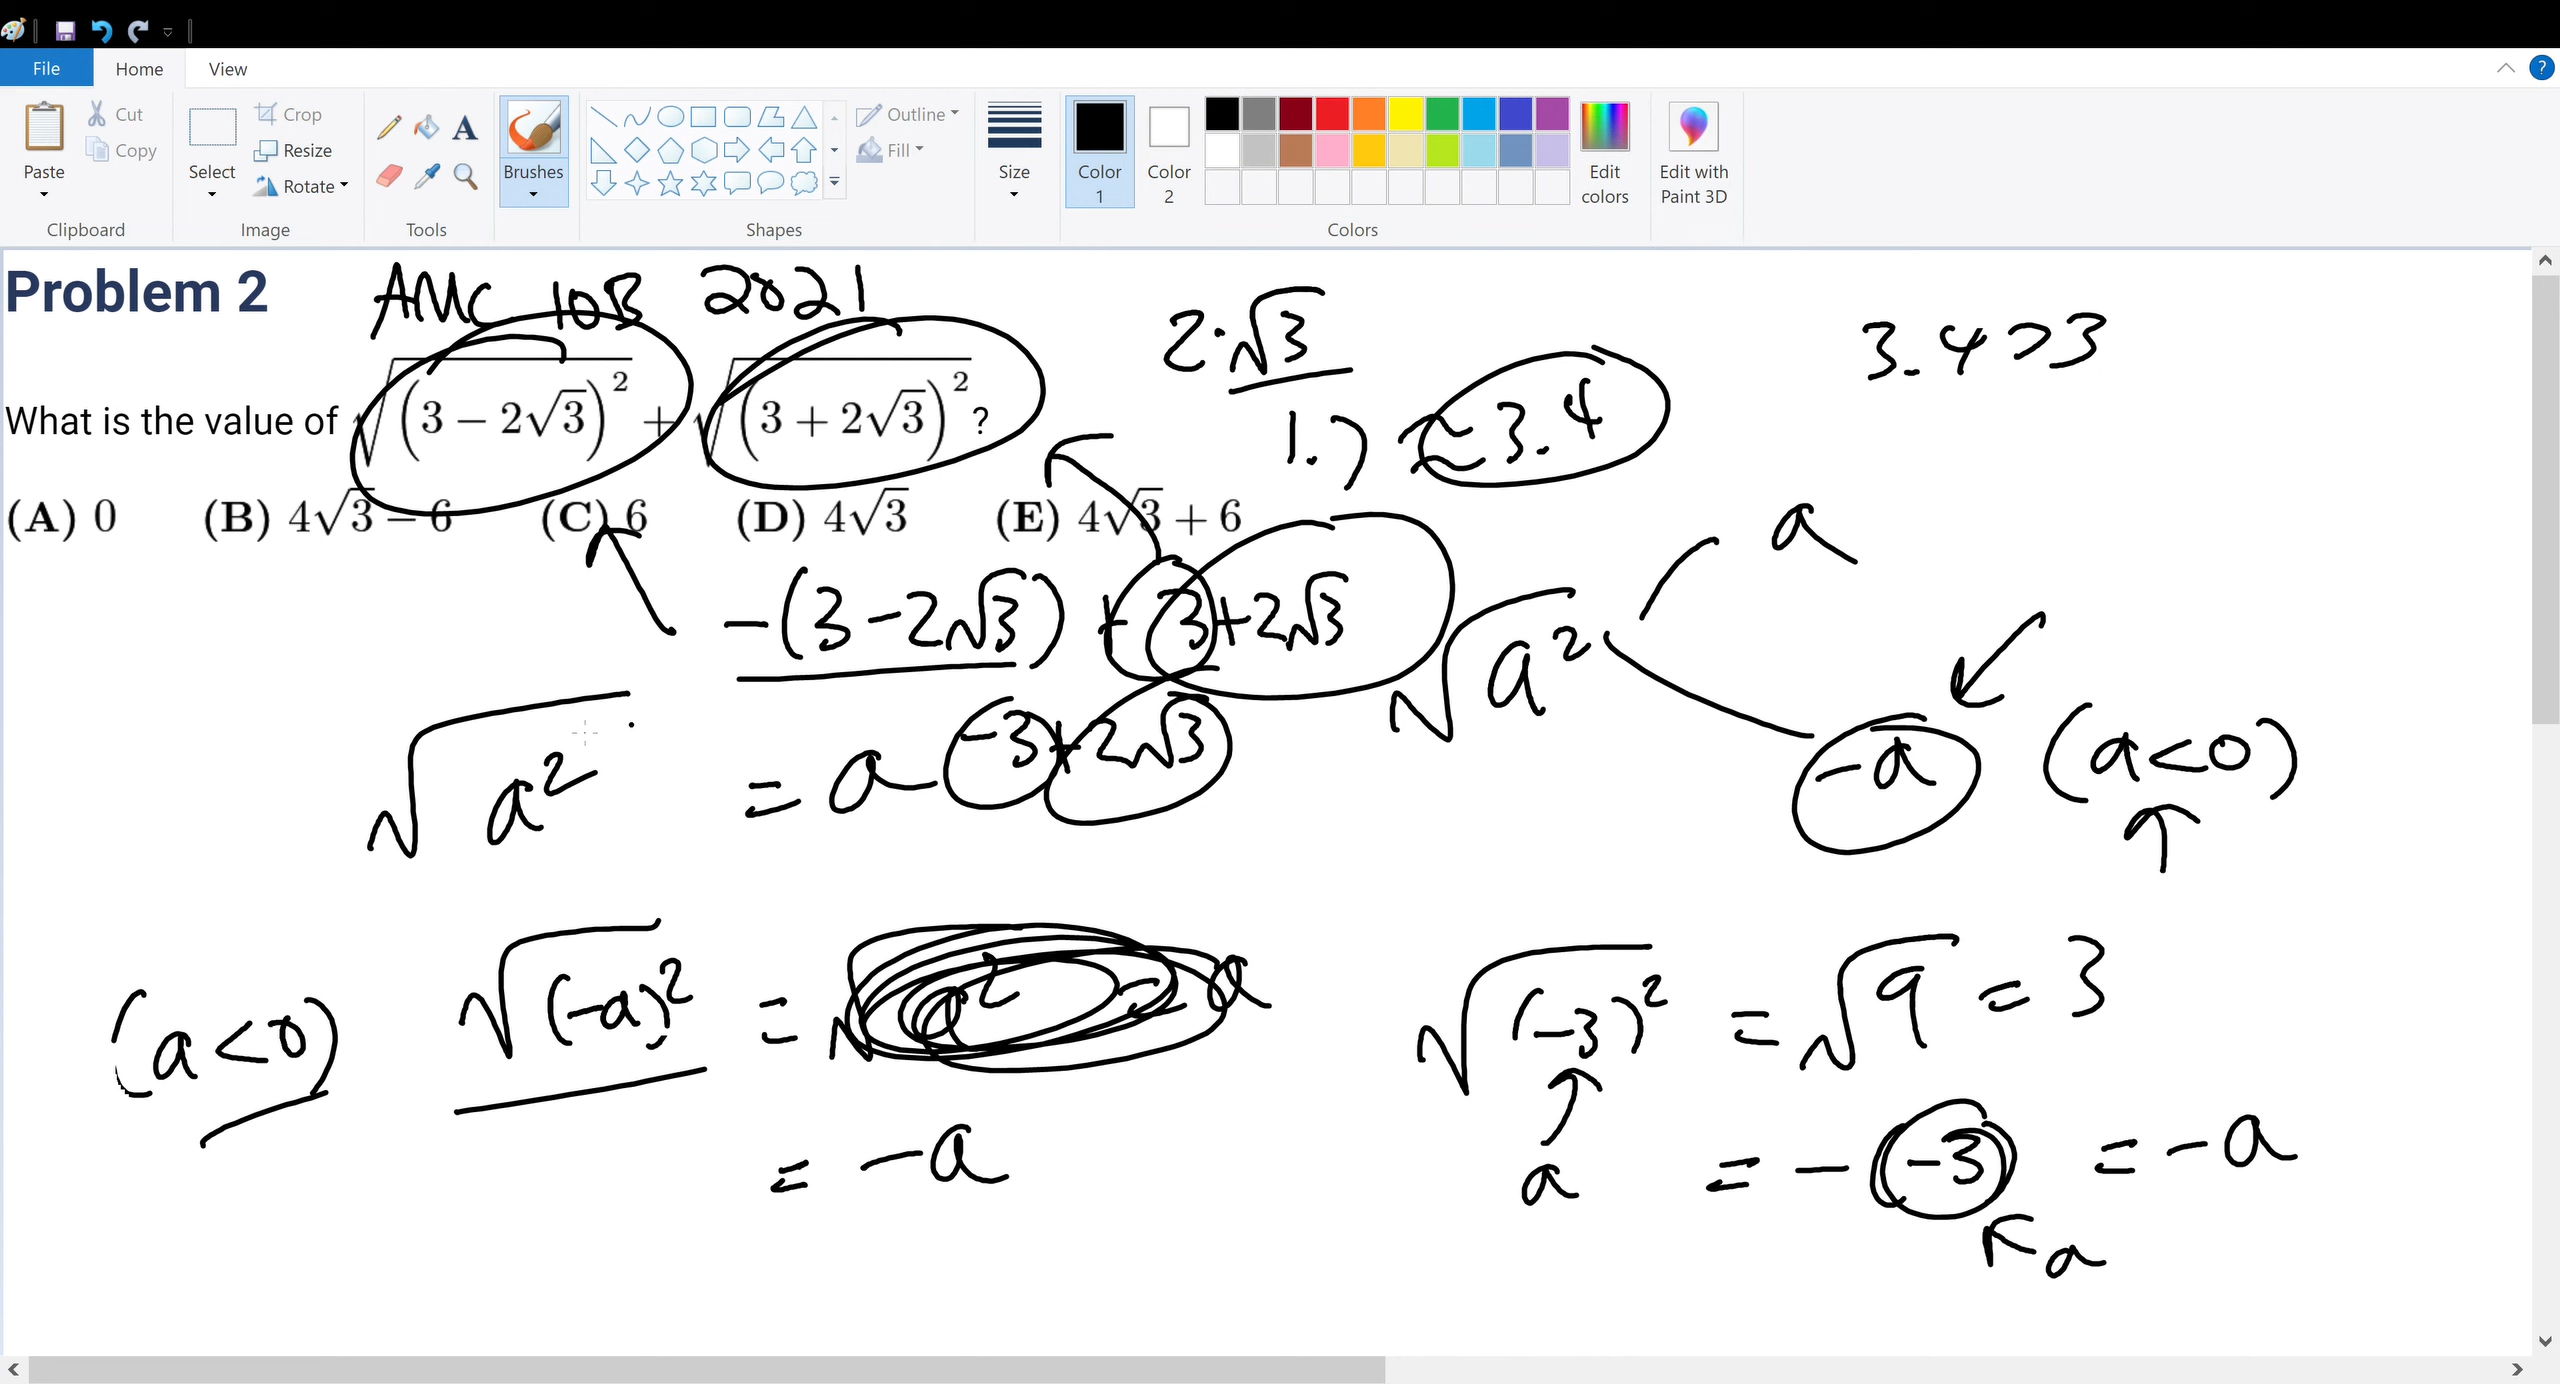 File Home View
Paste Cut Copy Clipboard
Select Crop Resize Rotate Image
Tools
Brushes
Shapes Outline Fill
Size
Color 1 Color 2 Edit colors Colors
Edit with Paint 3D
Problem 2 AMC 10B 2021
2·√3
3.4>3
What is the value of √(3 − 2√3)² + √(3 + 2√3)²?
1.7 ≈3.4
(A) 0 (B) 4√3 − 6 (C) 6 (D) 4√3 (E) 4√3 + 6
a
-(3-2√3) + 3+2√3
√a²
√a² = a
-3+2√3
-a (a<0)
(a<0) √(-a)² = √a² = a
= -a
√(-3)² = √9 = 3
a = -(-3) = -a
a